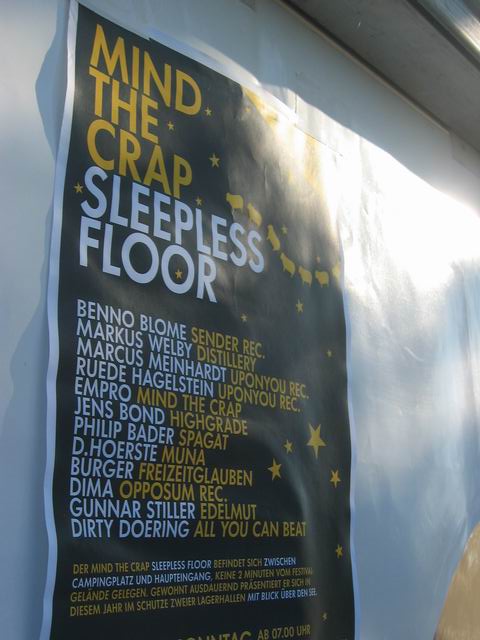 MIND
THE
CRAP
SLEEPLESS
FLOOR
BENNO BLOME SENDER REC.
MARKUS WELBY DISTILLERY
MARCUS MEINHARDT UPONYOU REC.
RUEDE HAGELSTEIN UPONYOU REC.
EMPRO MIND THE CRAP
JENS BOND HIGHGRADE
PHILIP BADER SPAGAT
D.HOERSTE MUNA
BURGER FREIZEITGLAUBEN
DIMA OPPOSUM REC.
GUNNAR STILLER EDELMUT
DIRTY DOERING ALL YOU CAN BEAT
DER MIND THE CRAP SLEEPLESS FLOOR BEFINDET SICH ZWISCHEN
CAMPINGPLATZ UND HAUPTEINGANG, KEINE 2 MINUTEN VOM FESTIVAL
GELÄNDE GELEGEN. GEWOHNT AUSDAUERND PRÄSENTIERT ER SICH IN
DIESEM JAHR IM SCHUTZE ZWEIER LAGERHALLEN MIT BLICK ÜBER DEN SEE.
SONNTAG AB 07.00 UHR